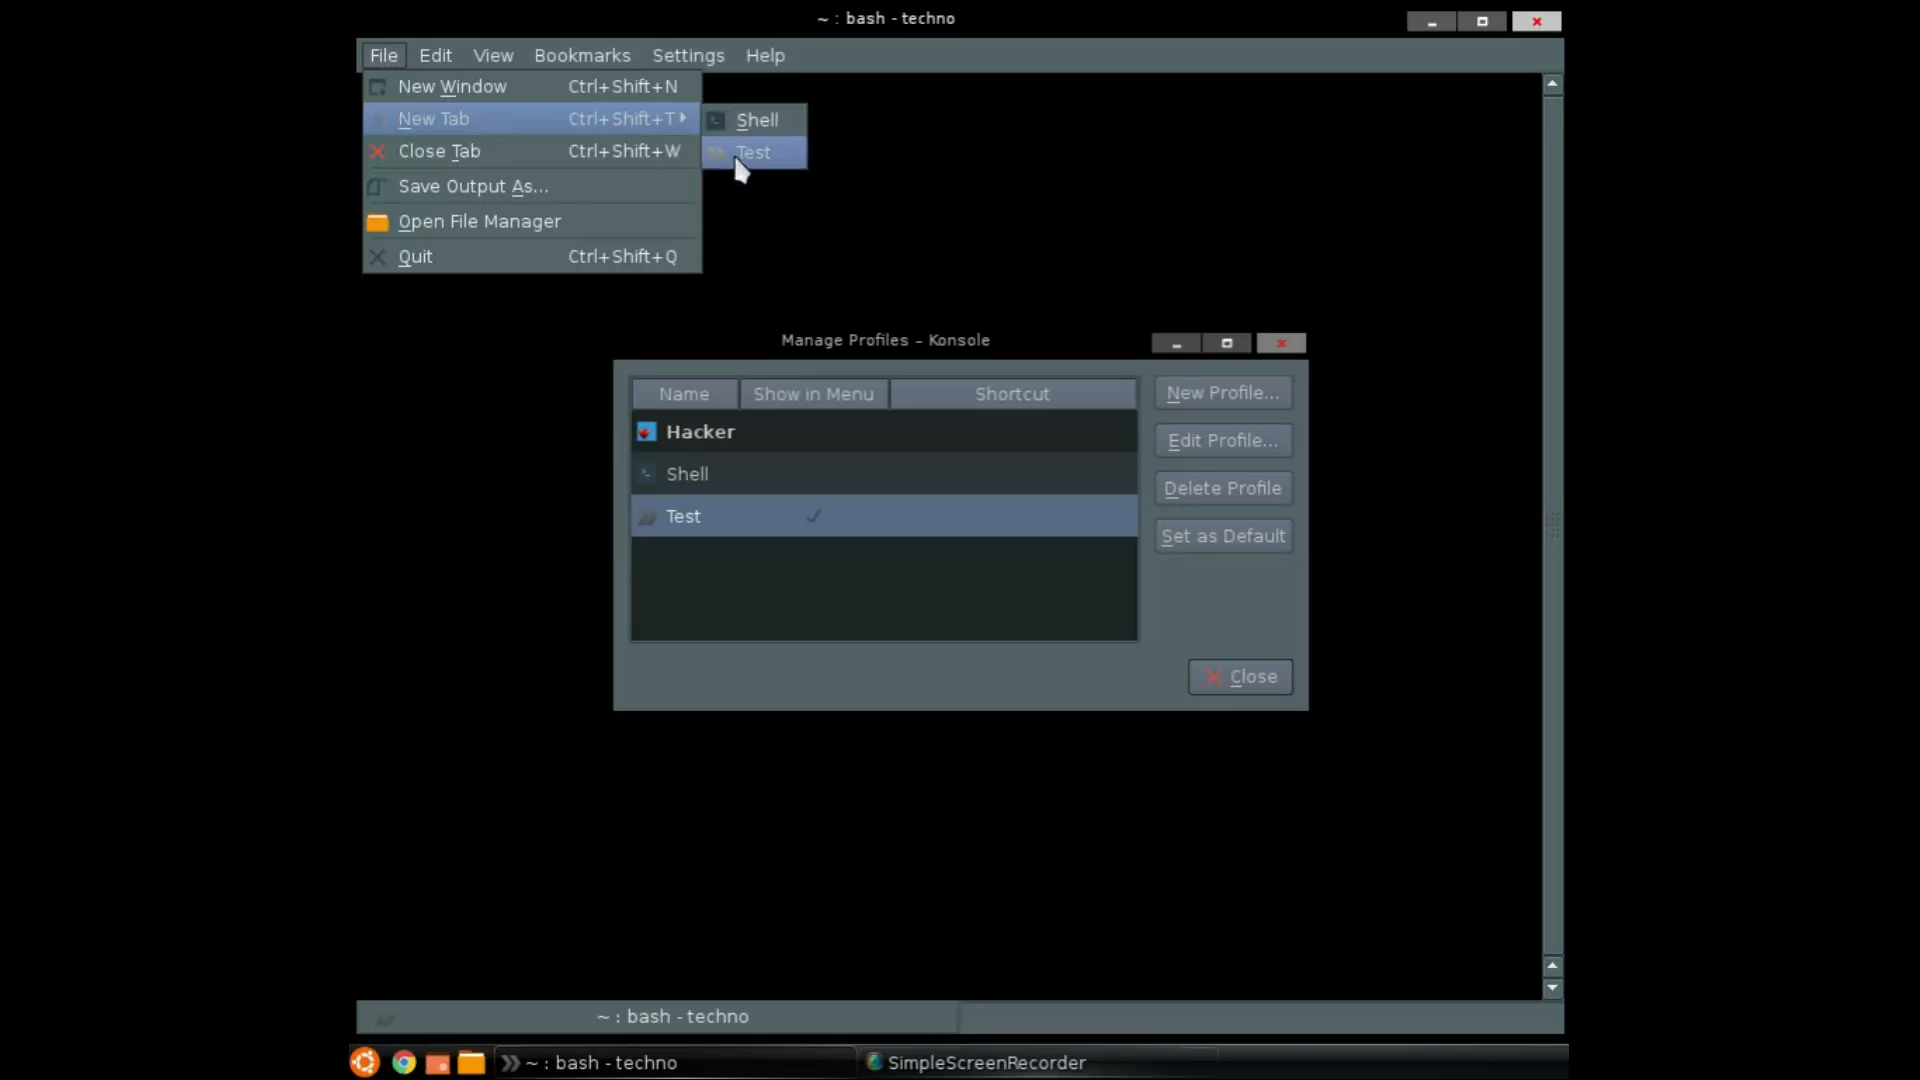 ~ : bash - techno
File Edit View Bookmarks Settings Help
New Window Ctrl+Shift+N
New Tab Ctrl+Shift+T
Shell
Close Tab Ctrl+Shift+W
Test
Save Output As...
Open File Manager
Quit Ctrl+Shift+Q
Manage Profiles – Konsole
Name Show in Menu Shortcut
New Profile...
Hacker
Edit Profile...
Shell
Delete Profile
Test
Set as Default
Close
~ : bash - techno
~ : bash - techno
SimpleScreenRecorder